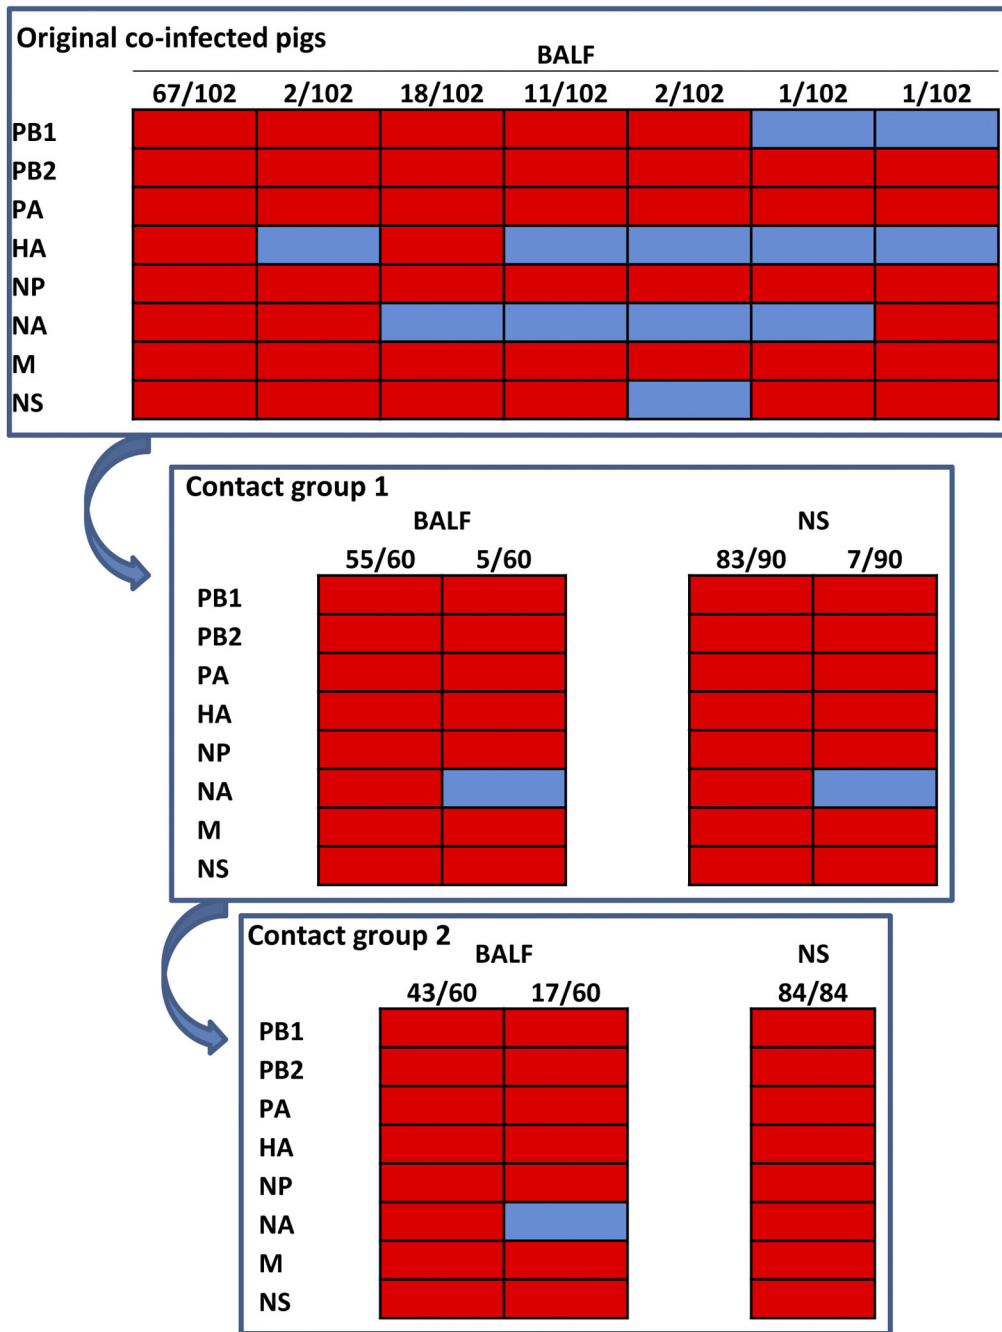 Original co-infected pigs
BALF
67/102 2/102 18/102 11/102 2/102 1/102 1/102
PB1
PB2
PA
HA
NP
NA
M
NS
Contact group 1
BALF NS
55/60 5/60 83/90 7/90
PB1
PB2
PA
HA
NP
NA
M
NS
Contact group 2
BALF NS
43/60 17/60 84/84
PB1
PB2
PA
HA
NP
NA
M
NS